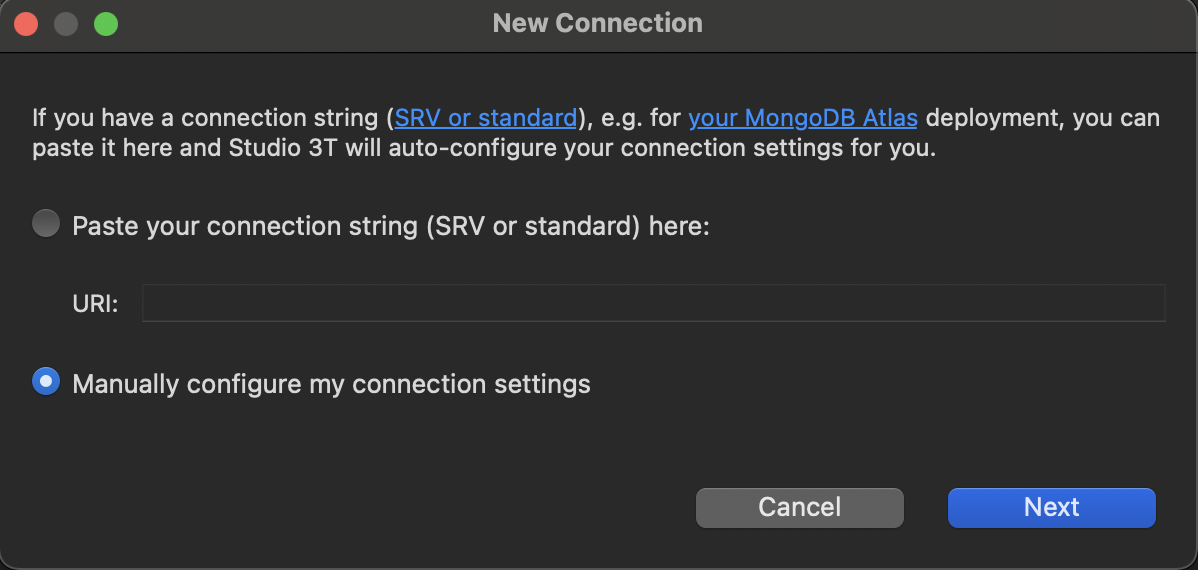 New Connection
If you have a connection string (SRV or standard), e.g. for your MongoDB Atlas deployment, you can
paste it here and Studio 3T will auto-configure your connection settings for you.
Paste your connection string (SRV or standard) here:
URI:
Manually configure my connection settings
Cancel Next